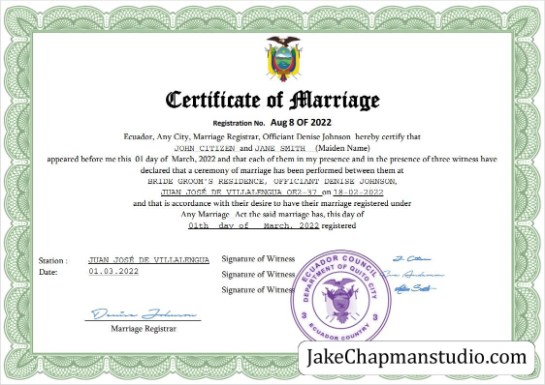 Certificate of Marriage
Registration No. Aug 8 OF 2022
Ecuador, Any City, Marriage Registrar, Officiant Denise Johnson hereby certify that
JOHN CITIZEN and JANE SMITH (Maiden Name)
appeared before me this 01 day of March, 2022 and that each of them in my presence and in the presence of three witness have
declared that a ceremony of marriage has been performed between them at
BRIDE GROOM'S RESIDENCE, OFFICIANT DENISE JOHNSON,
JUAN JOSÉ DE VILLALENGUA OE2-37 on 18-02-2022
and that is accordance with their desire to have their marriage registered under
Any Marriage Act the said marriage has, this day of
01th day of March, 2022 registered
Station : JUAN JOSÉ DE VILLALENGUA
Date: 01.03.2022
Signature of Witness
Signature of Witness
Signature of Witness
ECUADOR COUNCIL
DEPARTMENT OF QUITO CITY
ECUADOR COUNTRY
Denise Johnson
Marriage Registrar
JakeChapmanstudio.com